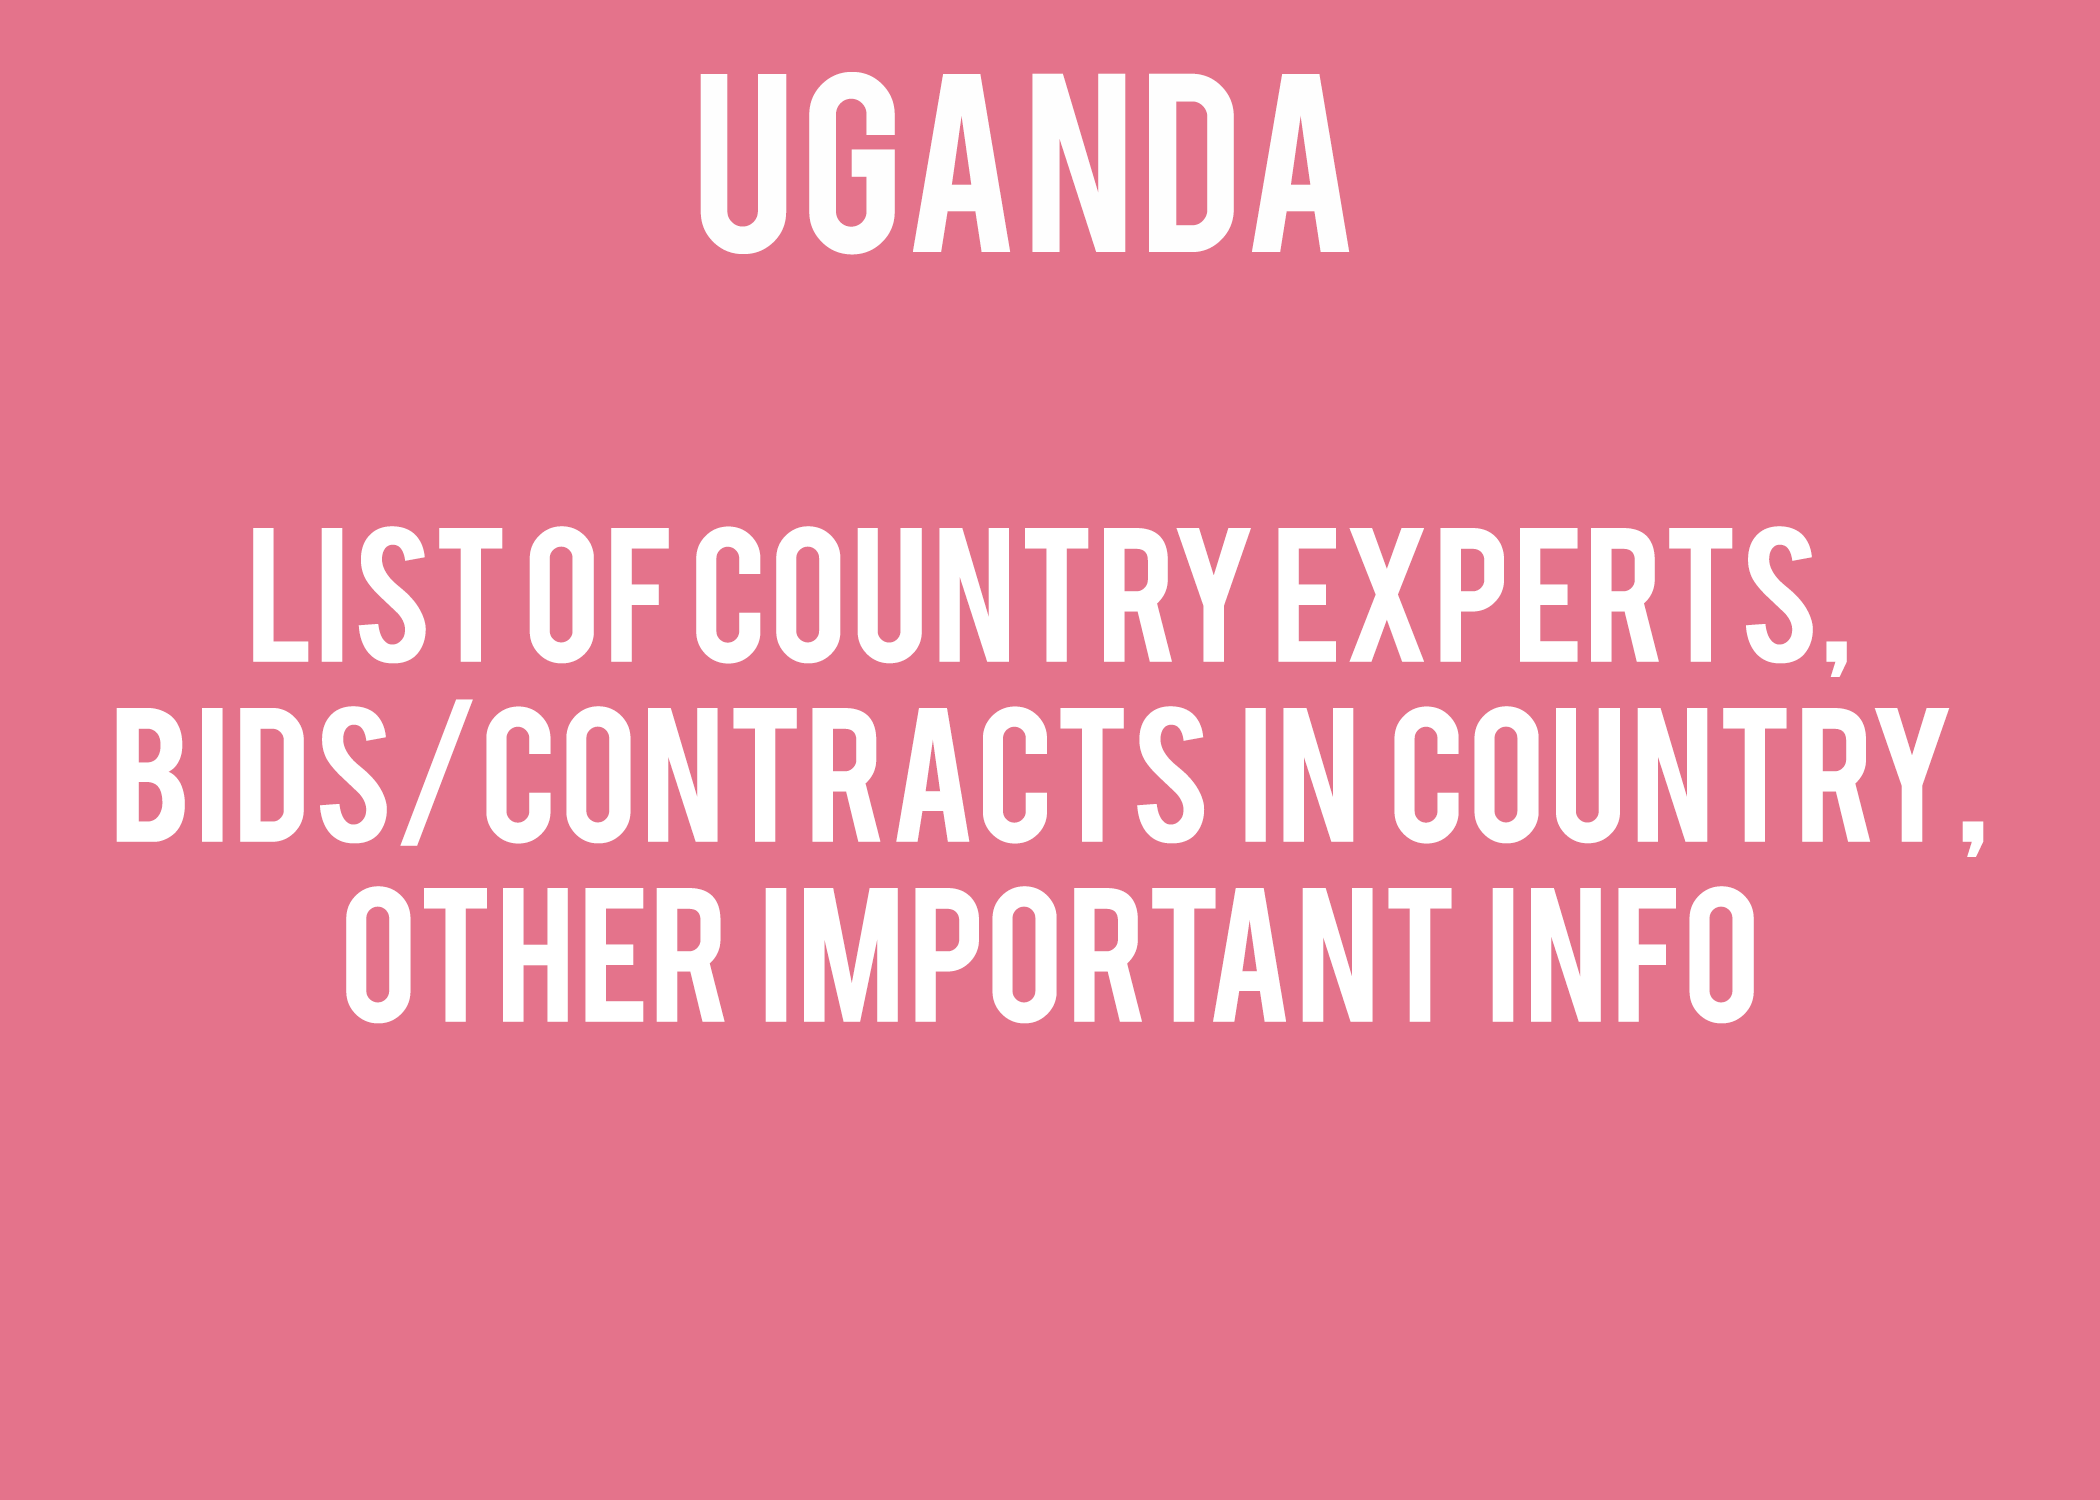 UGANDA
LIST OF COUNTRY EXPERTS,
BIDS/CONTRACTS IN COUNTRY,
OTHER IMPORTANT INFO